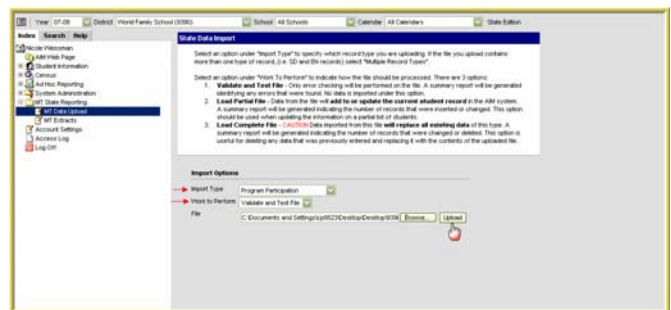 Year 07-08 District World Family School (9390) School All Schools Calendar All Calendars State Edition
Index Search Help
Nicole Weissman
AIM Web Page
Student Information
Census
Ad Hoc Reporting
System Administration
MT State Reporting
MT Data Upload
MT Extracts
Account Settings
Access Log
Log Off
State Data Import
Select an option under "Import Type" to specify which record type you are uploading. If the file you upload contains
more than one type of record, (i.e. SD and EN records) select "Multiple Record Types".
Select an option under "Work To Perform" to indicate how the file should be processed. There are 3 options:
1. Validate and Test File - Only error checking will be performed on the file. A summary report will be generated
identifying any errors that were found. No data is imported under this option.
2. Load Partial File - Data from the file will add to or update the current student record in the AIM system.
A summary report will be generated indicating the number of records that were inserted or changed. This option
should be used when updating the information on a partial list of students.
3. Load Complete File - CAUTION Data imported from this file will replace all existing data of this type. A
summary report will be generated indicating the number of records that were changed or deleted. This option is
useful for deleting any data that was previously entered and replacing it with the contents of the uploaded file.
Import Options
Import Type Program Participation
Work to Perform Validate and Test File
File C:\Documents and Settings\ Browse... Upload